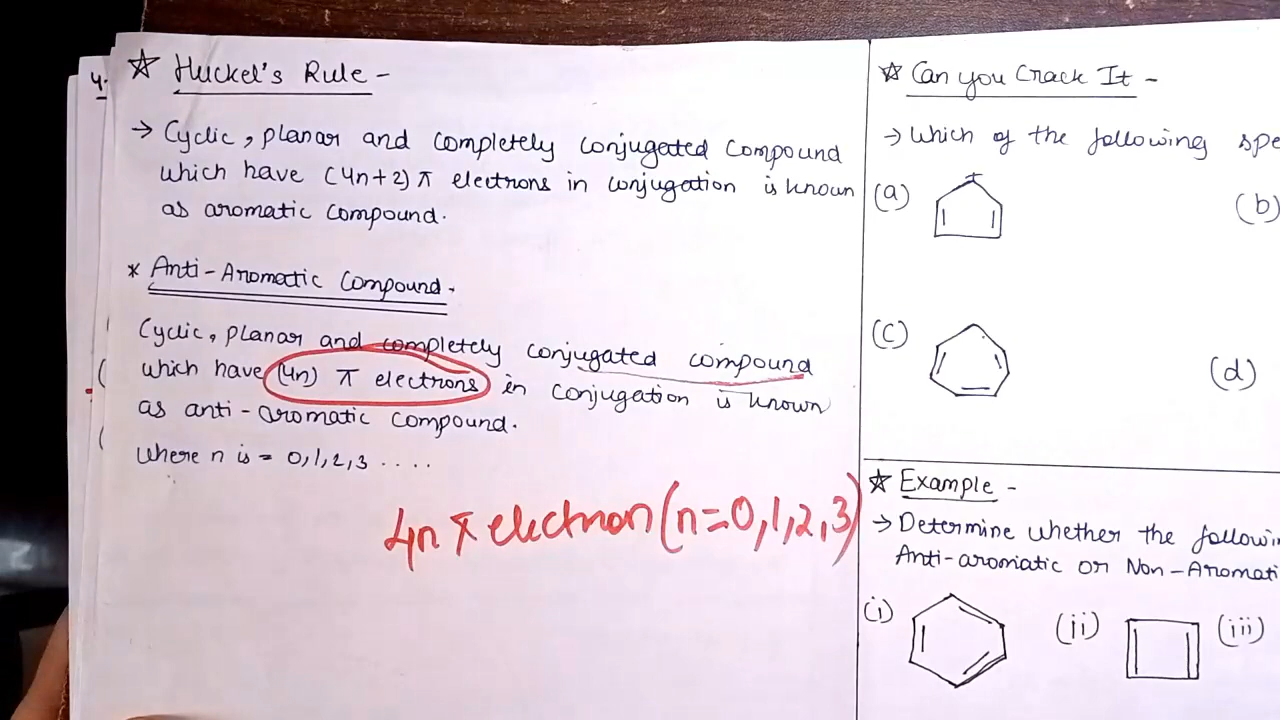 4.
☆ Huckel's Rule -
→ Cyclic, planar and completely conjugated compound
which have (4n+2) π electrons in conjugation is known
as aromatic compound.
* Anti-Aromatic Compound.
Cyclic, planar and completely conjugated compound
which have (4n) π electrons in conjugation is known
as anti-aromatic compound.
where n is = 0,1,2,3 ....
4n π electron (n=0,1,2,3)
☆ Can you Crack It -
→ Which of the following spe
(a)
+
(b)
(c)
(d)
☆ Example -
→ Determine whether the followin
Anti-aromatic or Non-Aromati
(i)
(ii)
(iii)